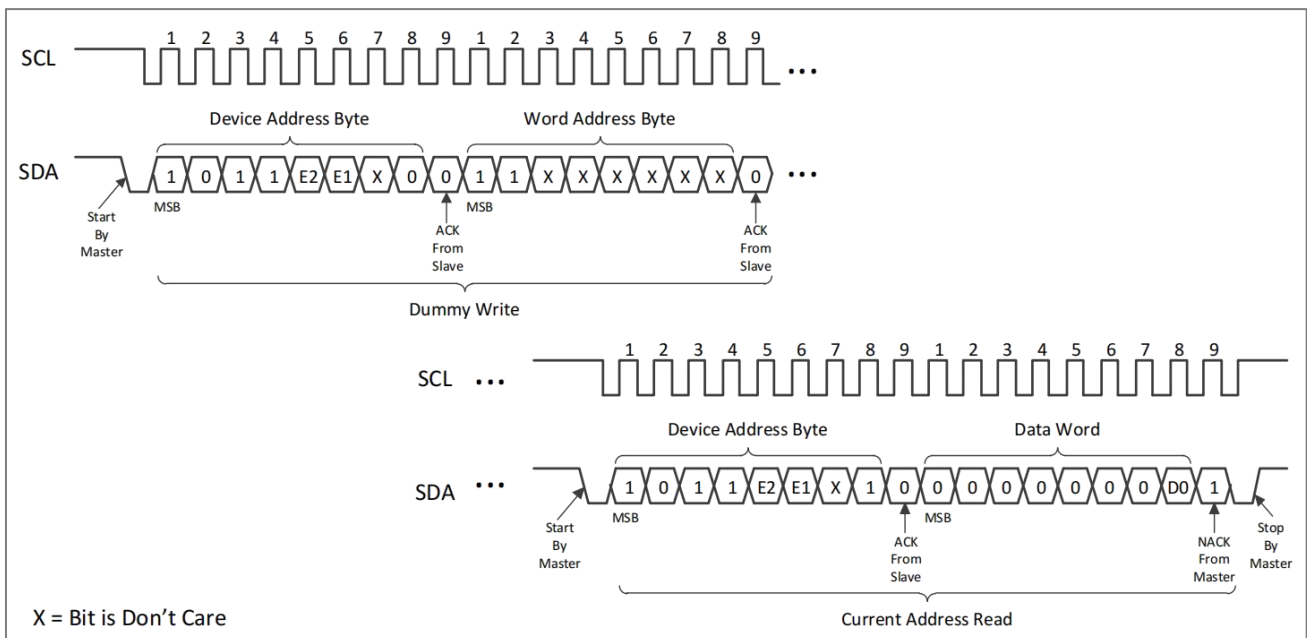 1 2 3 4 5 6 7 8 9 1 2 3 4 5 6 7 8 9
SCL ...
Device Address Byte Word Address Byte
SDA 1 0 1 1 E2 E1 X 0 0 1 1 X X X X X X 0 ...
MSB MSB
Start By Master
ACK From Slave
ACK From Slave
Dummy Write
1 2 3 4 5 6 7 8 9 1 2 3 4 5 6 7 8 9
SCL ...
Device Address Byte Data Word
SDA ... 1 0 1 1 E2 E1 X 1 0 0 0 0 0 0 0 0 D0 1
MSB MSB
Start By Master
ACK From Slave
NACK From Master
Stop By Master
X = Bit is Don't Care
Current Address Read